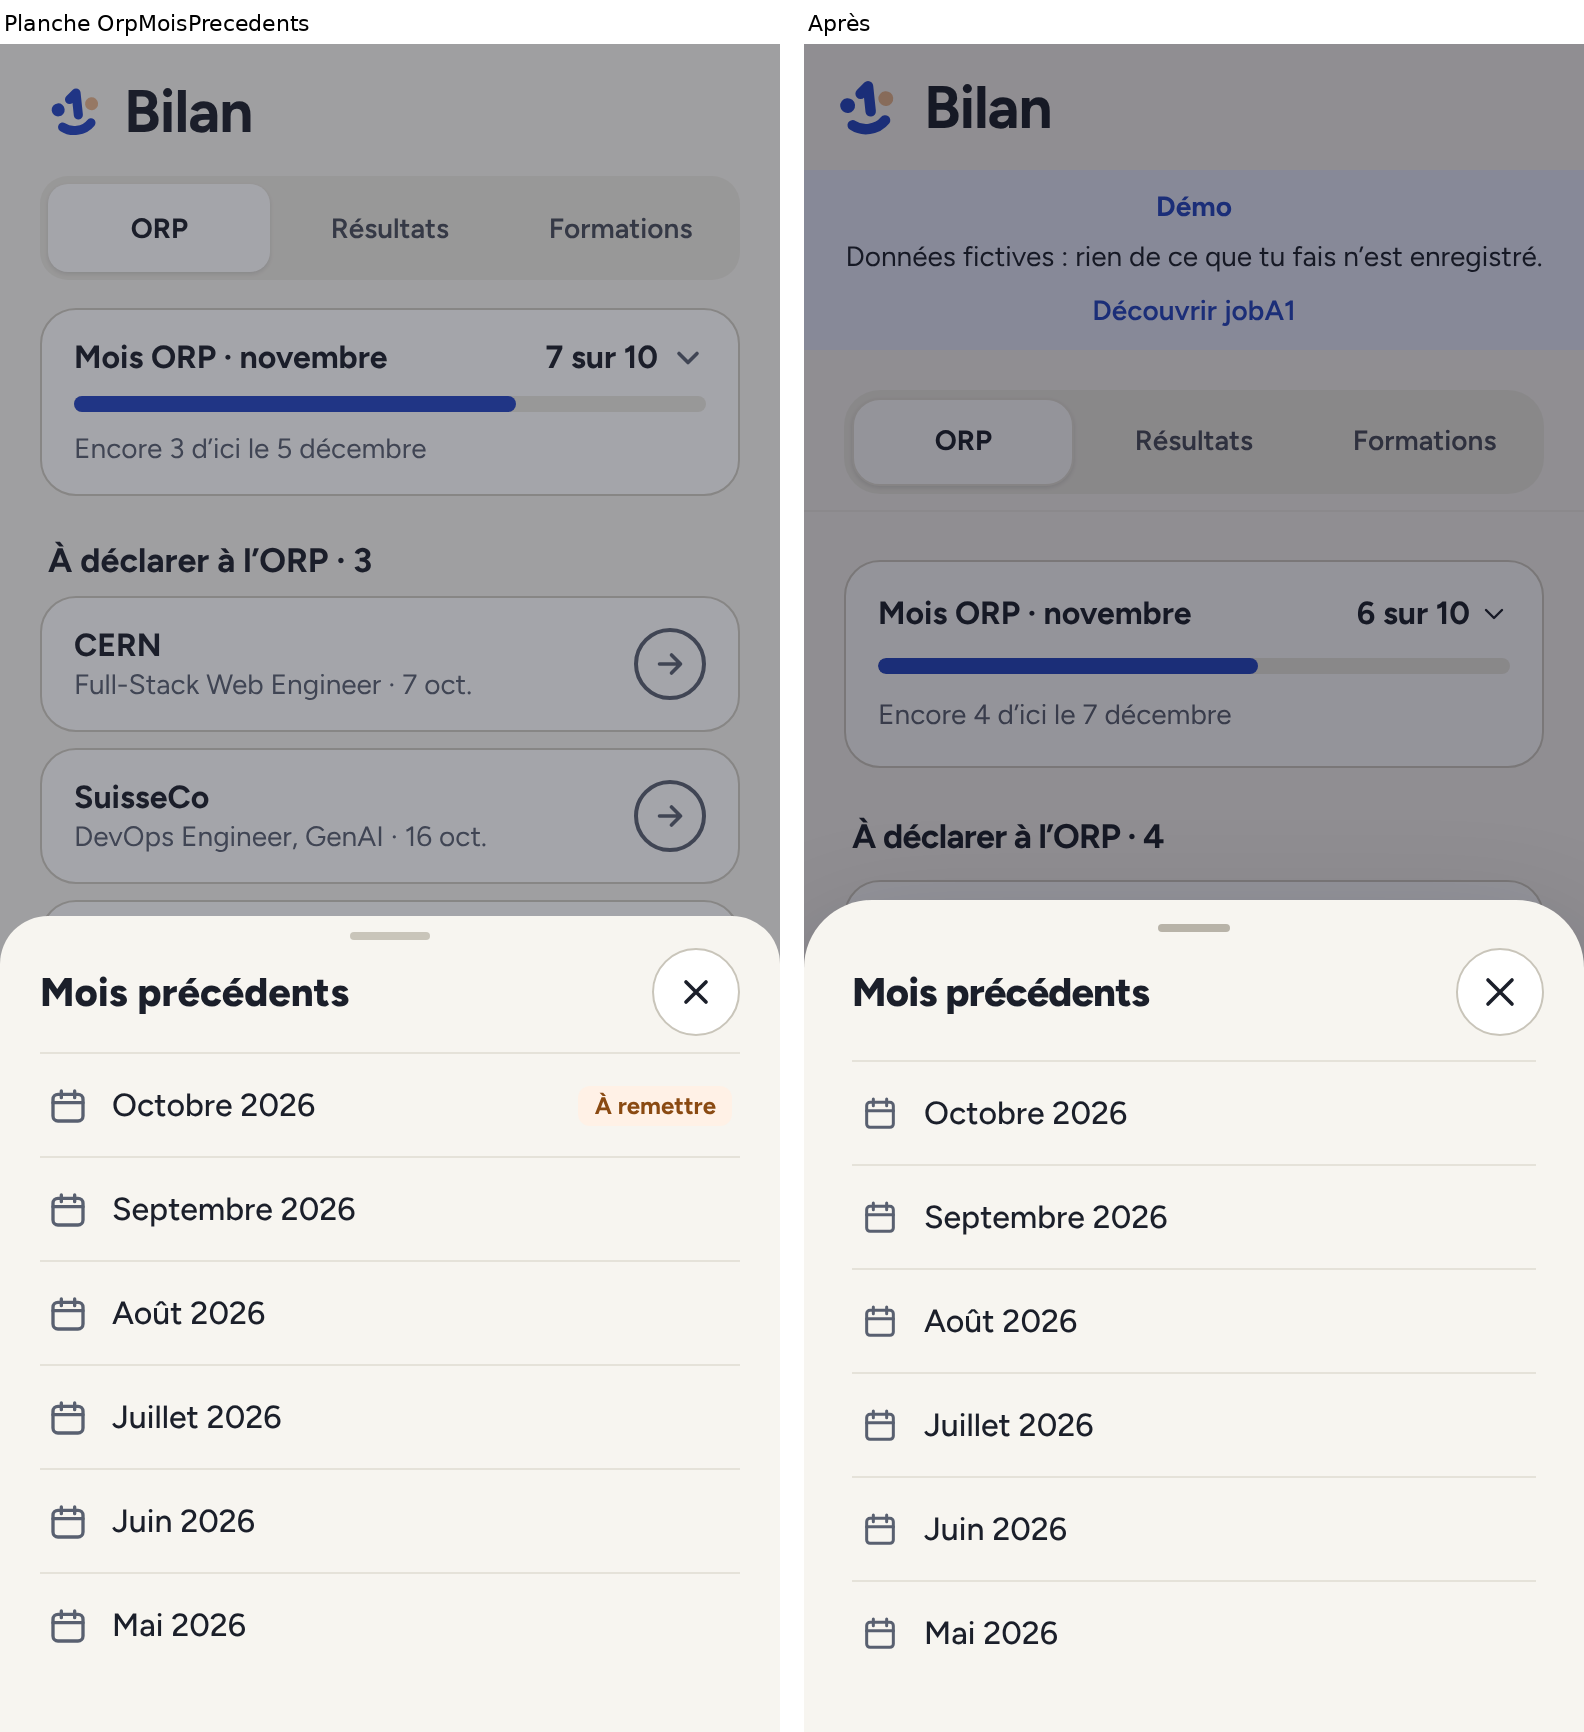 Planche OrpMoisPrecedents
Bilan
ORP
Résultats
Formations
Mois ORP · novembre
7 sur 10
Encore 3 d’ici le 5 décembre
À déclarer à l’ORP · 3
CERN
Full-Stack Web Engineer · 7 oct.
SuisseCo
DevOps Engineer, GenAI · 16 oct.
Mois précédents
Octobre 2026
À remettre
Septembre 2026
Août 2026
Juillet 2026
Juin 2026
Mai 2026
Après
Bilan
Démo
Données fictives : rien de ce que tu fais n’est enregistré.
Découvrir jobA1
ORP
Résultats
Formations
Mois ORP · novembre
6 sur 10
Encore 4 d’ici le 7 décembre
À déclarer à l’ORP · 4
Mois précédents
Octobre 2026
Septembre 2026
Août 2026
Juillet 2026
Juin 2026
Mai 2026